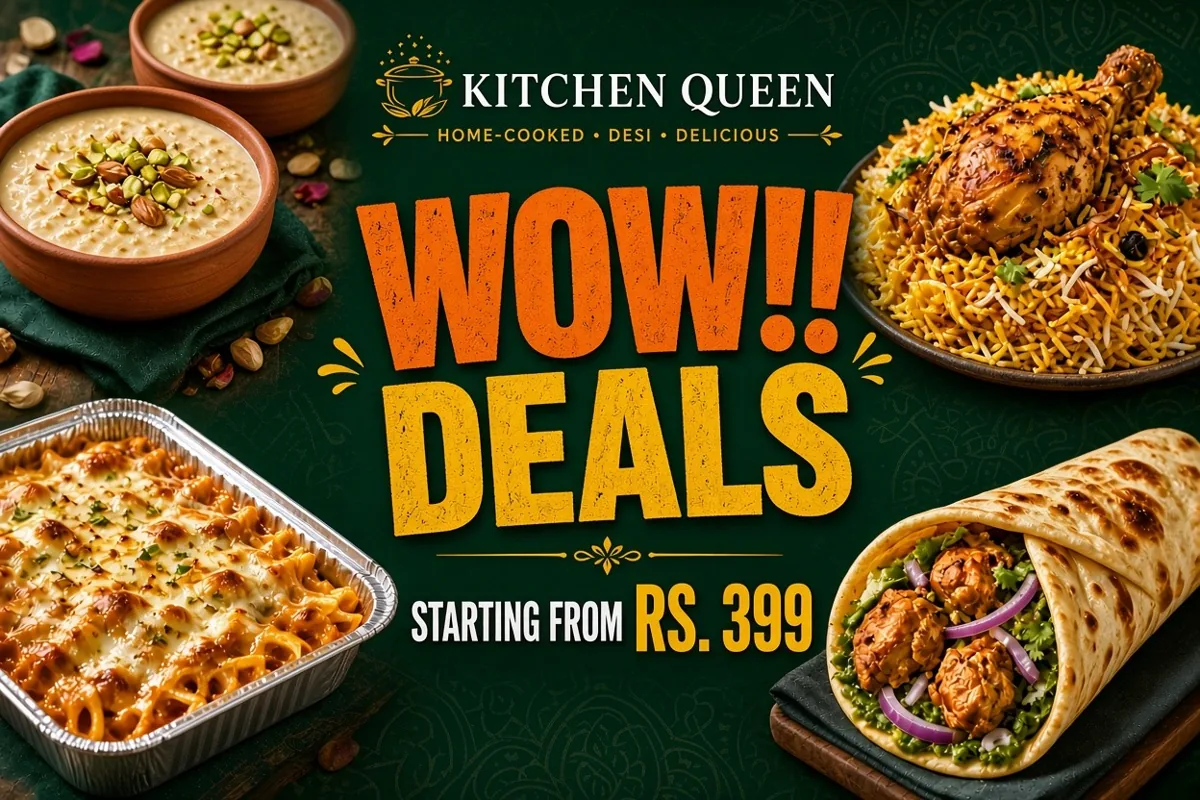 KITCHEN QUEEN
HOME-COOKED • DESI • DELICIOUS
WOW!!
DEALS
STARTING FROM RS. 399